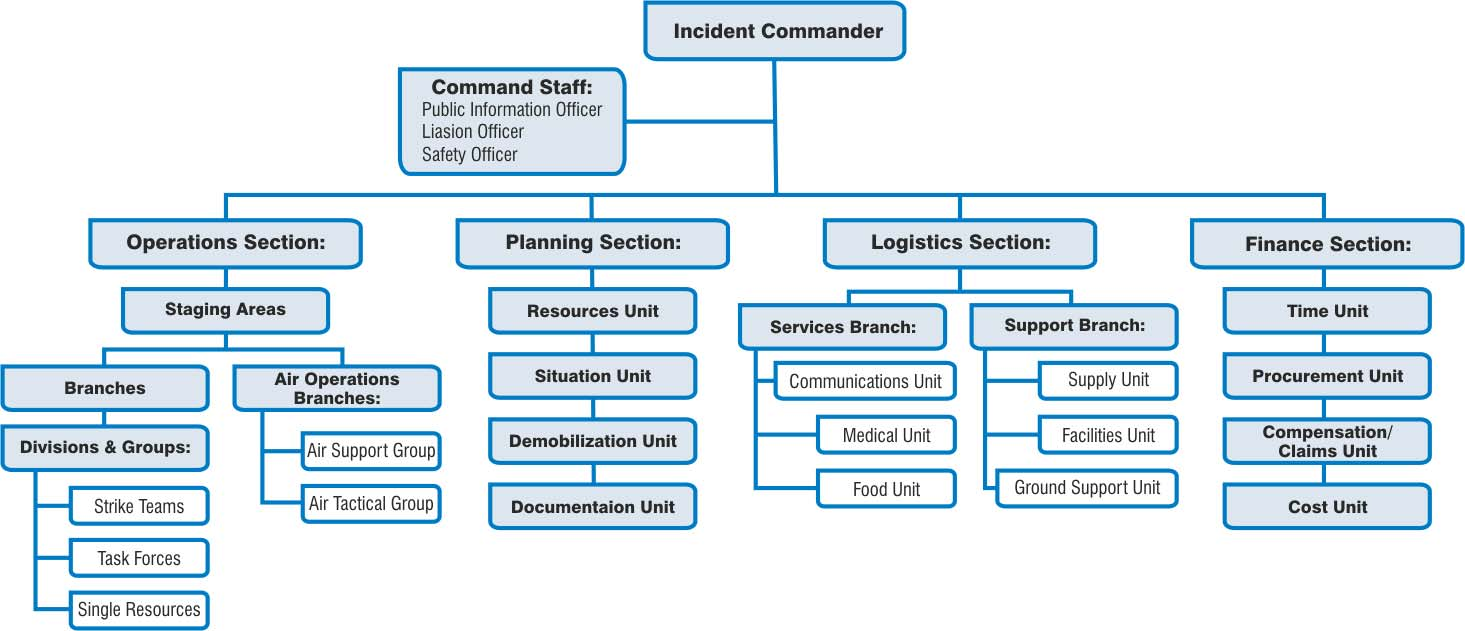 Incident Commander
Command Staff:
Public Information Officer
Liasion Officer
Safety Officer
Operations Section:
Staging Areas
Branches
Divisions & Groups:
Strike Teams
Task Forces
Single Resources
Air Operations
Branches:
Air Support Group
Air Tactical Group
Planning Section:
Resources Unit
Situation Unit
Demobilization Unit
Documentaion Unit
Logistics Section:
Services Branch:
Communications Unit
Medical Unit
Food Unit
Support Branch:
Supply Unit
Facilities Unit
Ground Support Unit
Finance Section:
Time Unit
Procurement Unit
Compensation/
Claims Unit
Cost Unit